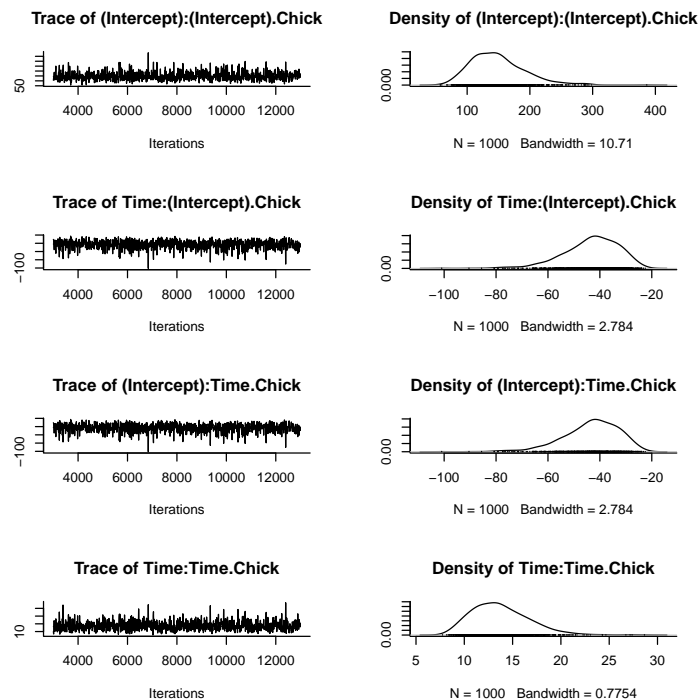 Trace of (Intercept):(Intercept).Chick
50
4000 6000 8000 10000 12000
Iterations
Density of (Intercept):(Intercept).Chick
0.000
100 200 300 400
N = 1000 Bandwidth = 10.71
Trace of Time:(Intercept).Chick
−100
4000 6000 8000 10000 12000
Iterations
Density of Time:(Intercept).Chick
0.00
−100 −80 −60 −40 −20
N = 1000 Bandwidth = 2.784
Trace of (Intercept):Time.Chick
−100
4000 6000 8000 10000 12000
Iterations
Density of (Intercept):Time.Chick
0.00
−100 −80 −60 −40 −20
N = 1000 Bandwidth = 2.784
Trace of Time:Time.Chick
10
4000 6000 8000 10000 12000
Iterations
Density of Time:Time.Chick
0.00
5 10 15 20 25 30
N = 1000 Bandwidth = 0.7754